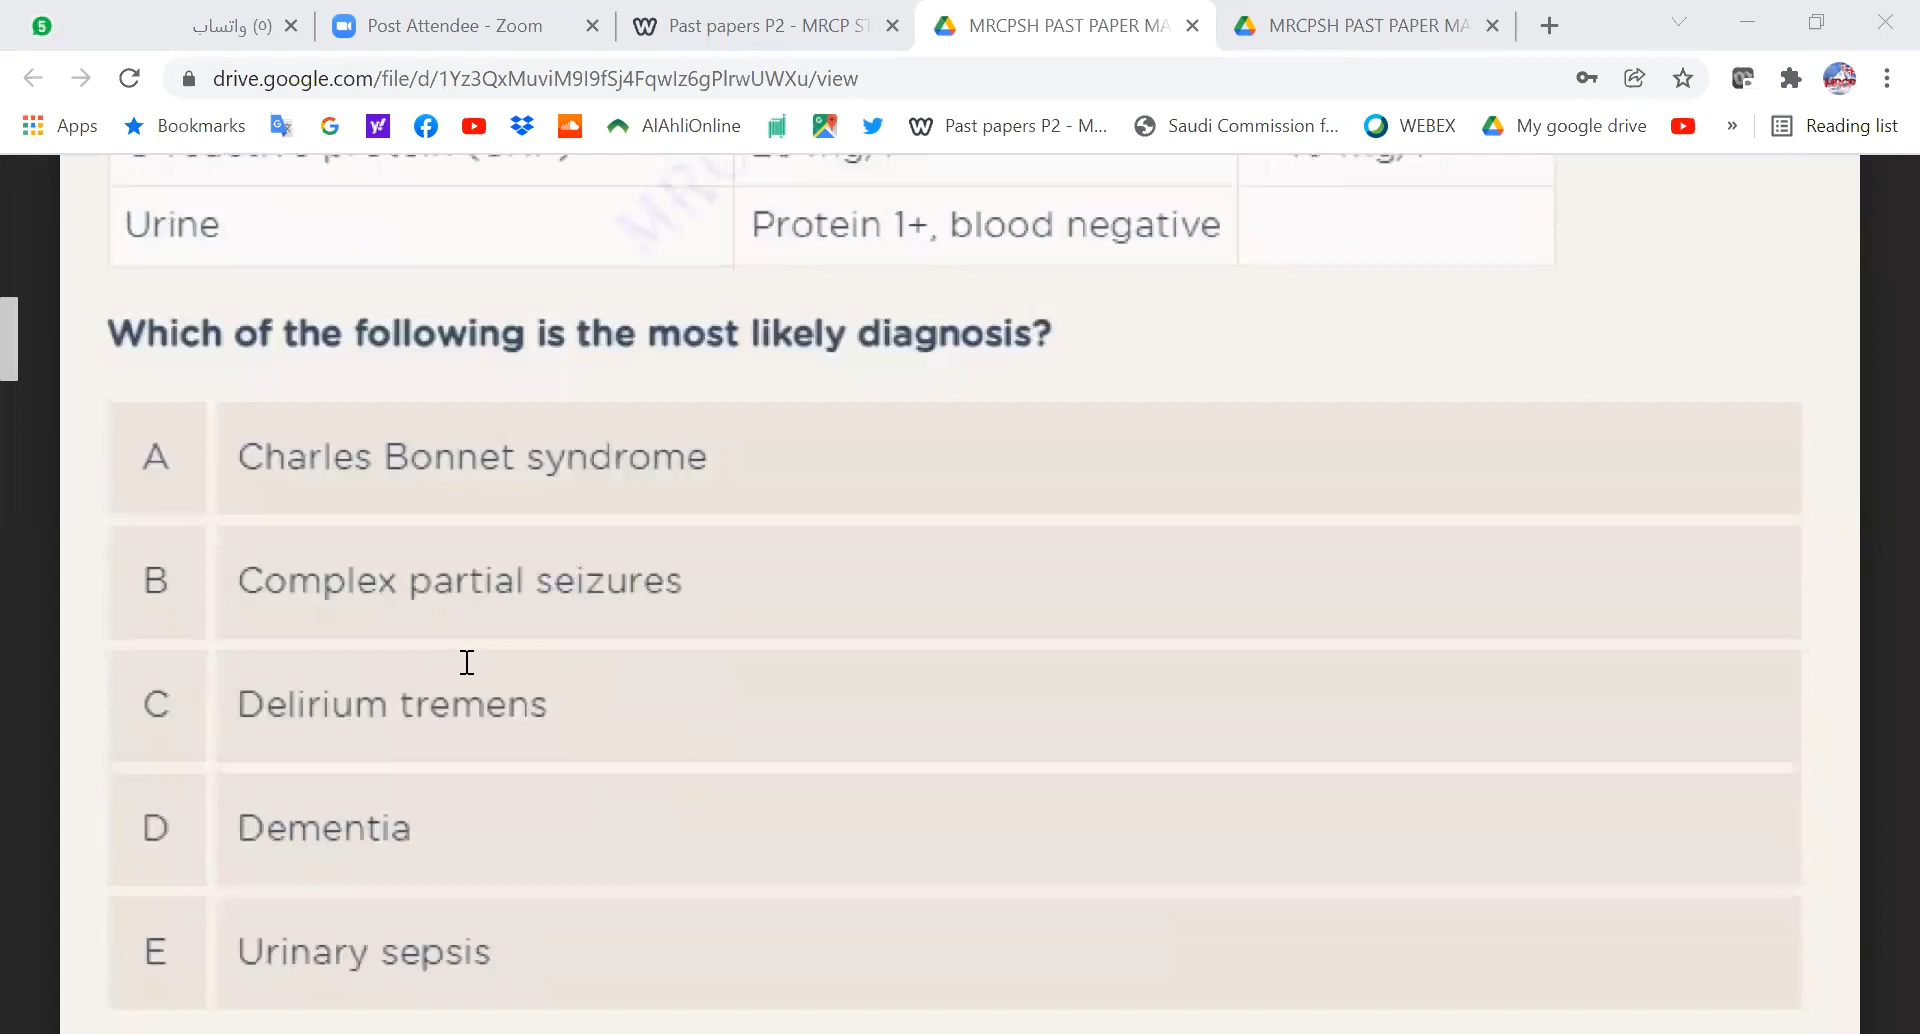 واتساب (٥)
Post Attendee - Zoom
Past papers P2 - MRCP ST
MRCPSH PAST PAPER MA
MRCPSH PAST PAPER MA
drive.google.com/file/d/1Yz3QxMuviM9I9fSj4FqwIz6gPlrwUWXu/view
Apps
Bookmarks
AlAhliOnline
Past papers P2 - M...
Saudi Commission f...
WEBEX
My google drive
Reading list
Urine
Protein 1+, blood negative
Which of the following is the most likely diagnosis?
A Charles Bonnet syndrome
B Complex partial seizures
C Delirium tremens
D Dementia
E Urinary sepsis